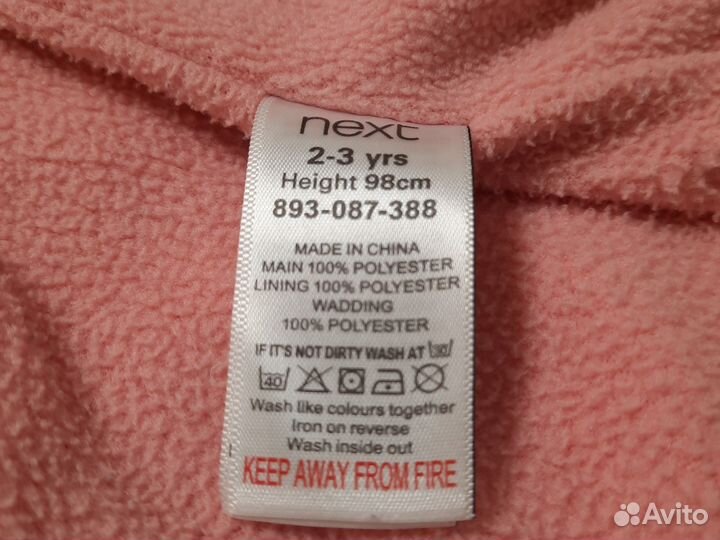 next
2-3 yrs
Height 98cm
893-087-388
MADE IN CHINA
MAIN 100% POLYESTER
LINING 100% POLYESTER
WADDING
100% POLYESTER
IF IT'S NOT DIRTY WASH AT 30
40
Wash like colours together
Iron on reverse
Wash inside out
KEEP AWAY FROM FIRE
Avito